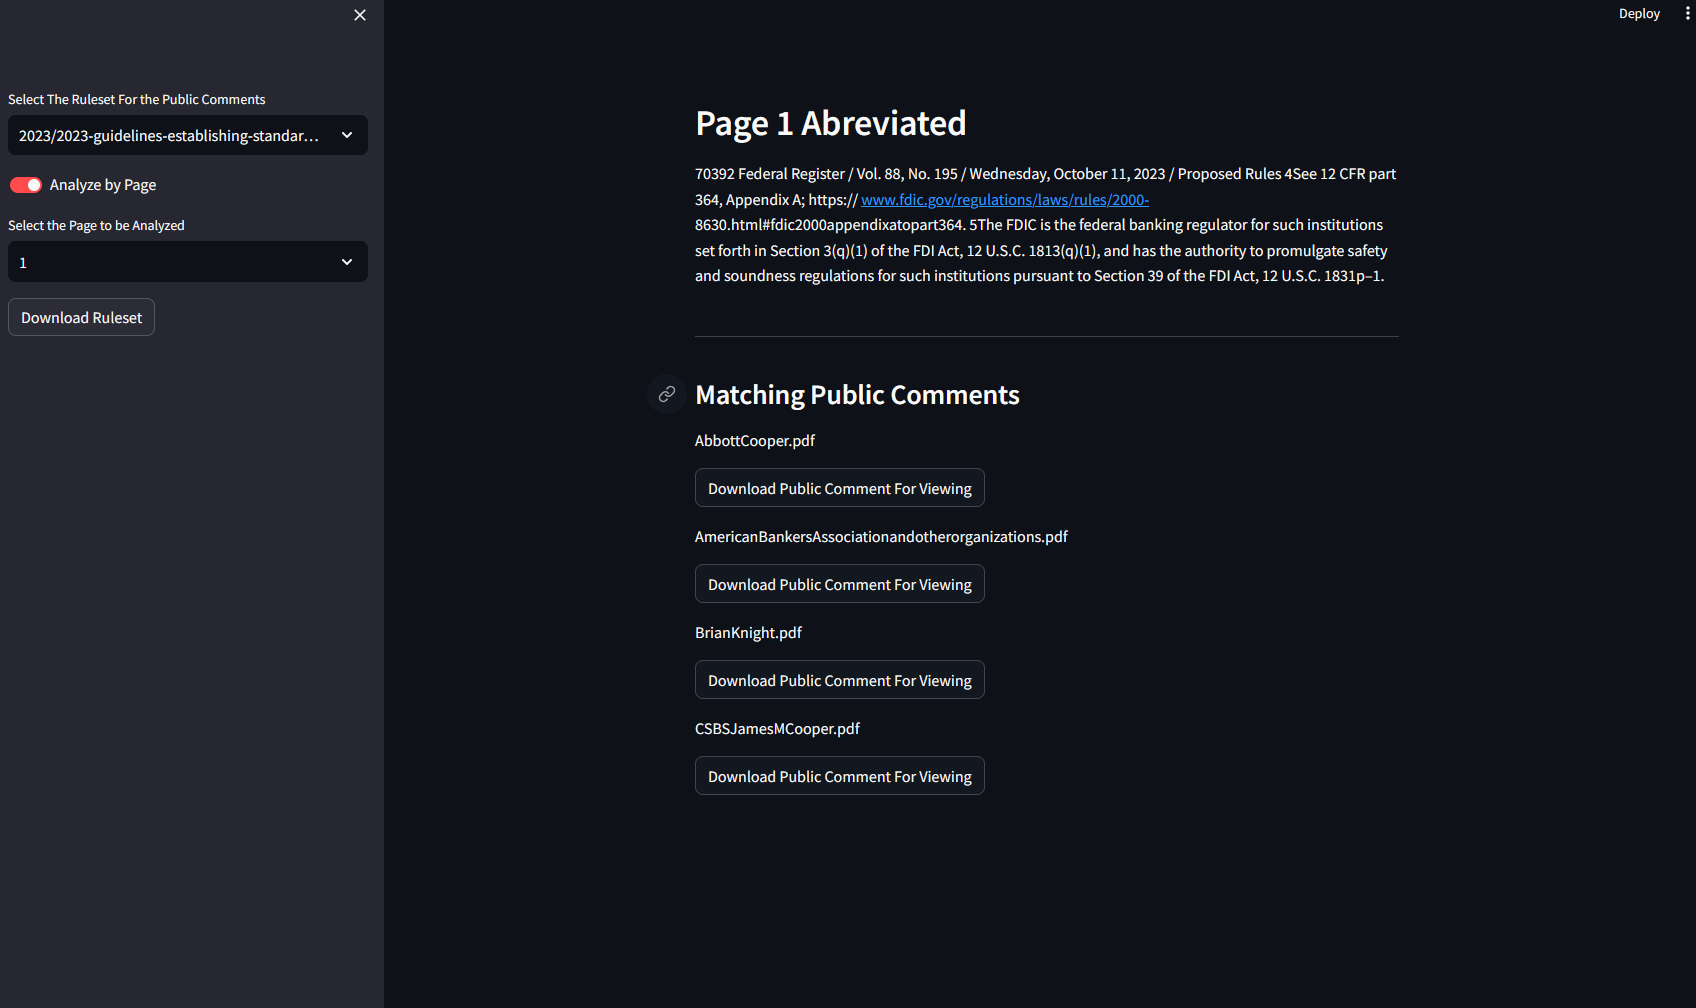 Deploy
Select The Ruleset For the Public Comments
2023/2023-guidelines-establishing-standar...
Analyze by Page
Select the Page to be Analyzed
1
Download Ruleset
Page 1 Abreviated
70392 Federal Register / Vol. 88, No. 195 / Wednesday, October 11, 2023 / Proposed Rules 4See 12 CFR part
364, Appendix A; https:// www.fdic.gov/regulations/laws/rules/2000-
8630.html#fdic2000appendixatopart364. 5The FDIC is the federal banking regulator for such institutions
set forth in Section 3(q)(1) of the FDI Act, 12 U.S.C. 1813(q)(1), and has the authority to promulgate safety
and soundness regulations for such institutions pursuant to Section 39 of the FDI Act, 12 U.S.C. 1831p–1.
Matching Public Comments
AbbottCooper.pdf
Download Public Comment For Viewing
AmericanBankersAssociationandotherorganizations.pdf
Download Public Comment For Viewing
BrianKnight.pdf
Download Public Comment For Viewing
CSBSJamesMCooper.pdf
Download Public Comment For Viewing